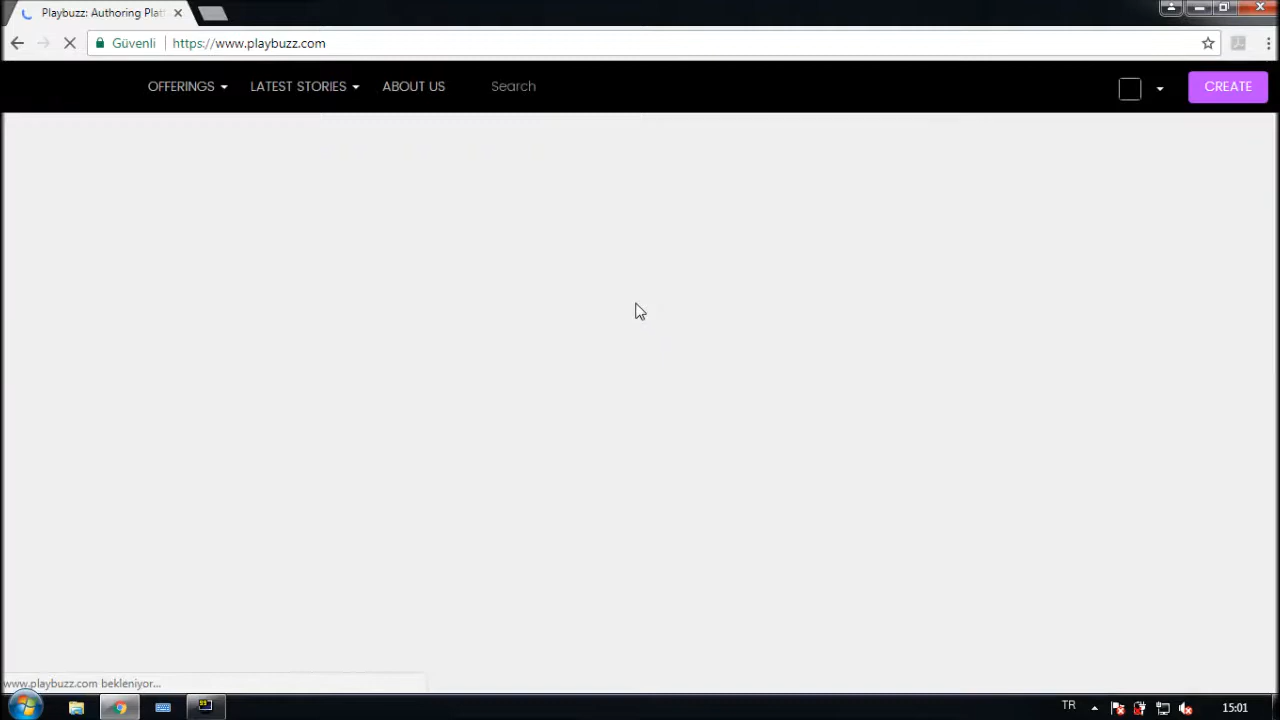 Playbuzz: Authoring Platf
Güvenli
https://www.playbuzz.com
OFFERINGS
LATEST STORIES
ABOUT US
Search
CREATE
www.playbuzz.com bekleniyor...
TR
15:01